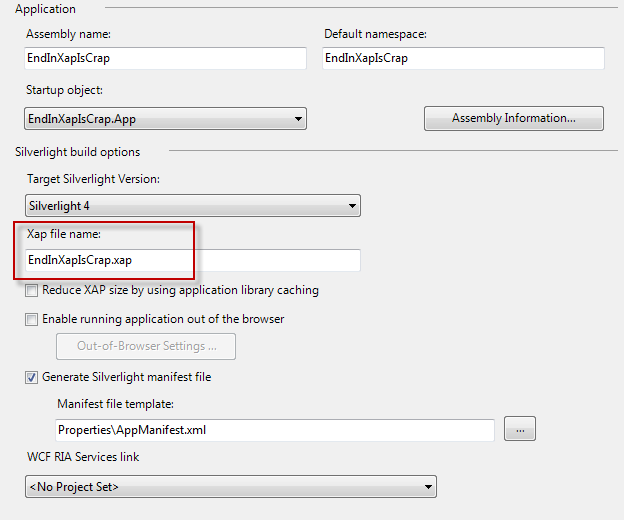 Application
Assembly name: Default namespace:
EndInXapIsCrap EndInXapIsCrap
Startup object:
EndInXapIsCrap.App Assembly Information...
Silverlight build options
Target Silverlight Version:
Silverlight 4
Xap file name:
EndInXapIsCrap.xap
Reduce XAP size by using application library caching
Enable running application out of the browser
Out-of-Browser Settings ...
Generate Silverlight manifest file
Manifest file template:
Properties\AppManifest.xml ...
WCF RIA Services link
<No Project Set>